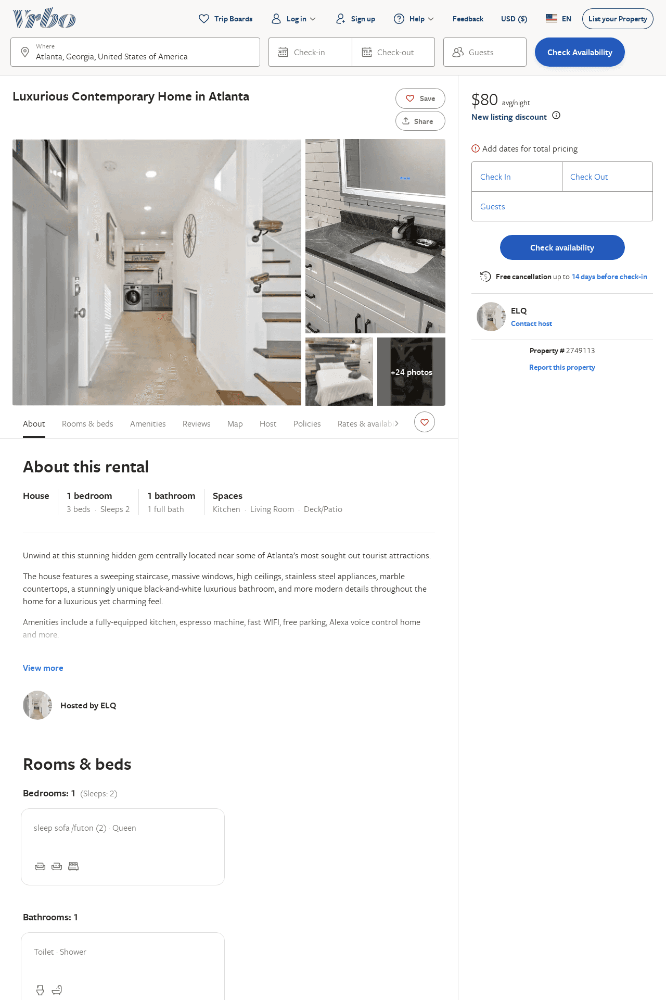 Vrbo
Trip Boards
Log in
Sign up
Help
Feedback
USD ($)
EN
List your Property
Where
Atlanta, Georgia, United States of America
Check-in
Check-out
Guests
Check Availability
Luxurious Contemporary Home in Atlanta
Save
Share
+24 photos
$80 avg/night
New listing discount
Add dates for total pricing
Check In
Check Out
Guests
Check availability
Free cancellation up to 14 days before check-in
ELQ
Contact host
Property # 2749113
Report this property
About
Rooms & beds
Amenities
Reviews
Map
Host
Policies
Rates & availab
About this rental
House
1 bedroom
3 beds · Sleeps 2
1 bathroom
1 full bath
Spaces
Kitchen · Living Room · Deck/Patio
Unwind at this stunning hidden gem centrally located near some of Atlanta’s most sought out tourist attractions.
The house features a sweeping staircase, massive windows, high ceilings, stainless steel appliances, marble
countertops, a stunningly unique black-and-white luxurious bathroom, and more modern details throughout the
home for a luxurious yet charming feel.
Amenities include a fully-equipped kitchen, espresso machine, fast WIFI, free parking, Alexa voice control home
and more.
View more
Hosted by ELQ
Rooms & beds
Bedrooms: 1 (Sleeps: 2)
sleep sofa /futon (2) · Queen
Bathrooms: 1
Toilet · Shower